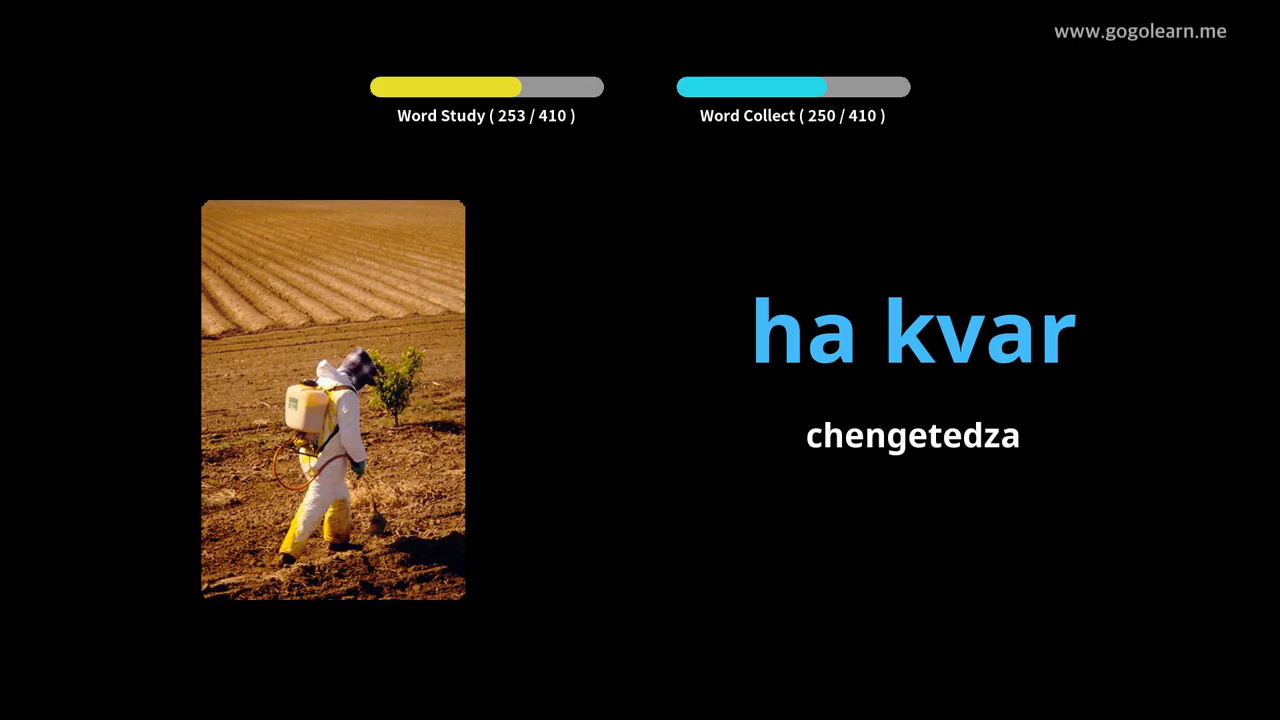 www.gogolearn.me
Word Study ( 253 / 410 )
Word Collect ( 250 / 410 )
ha kvar
chengetedza